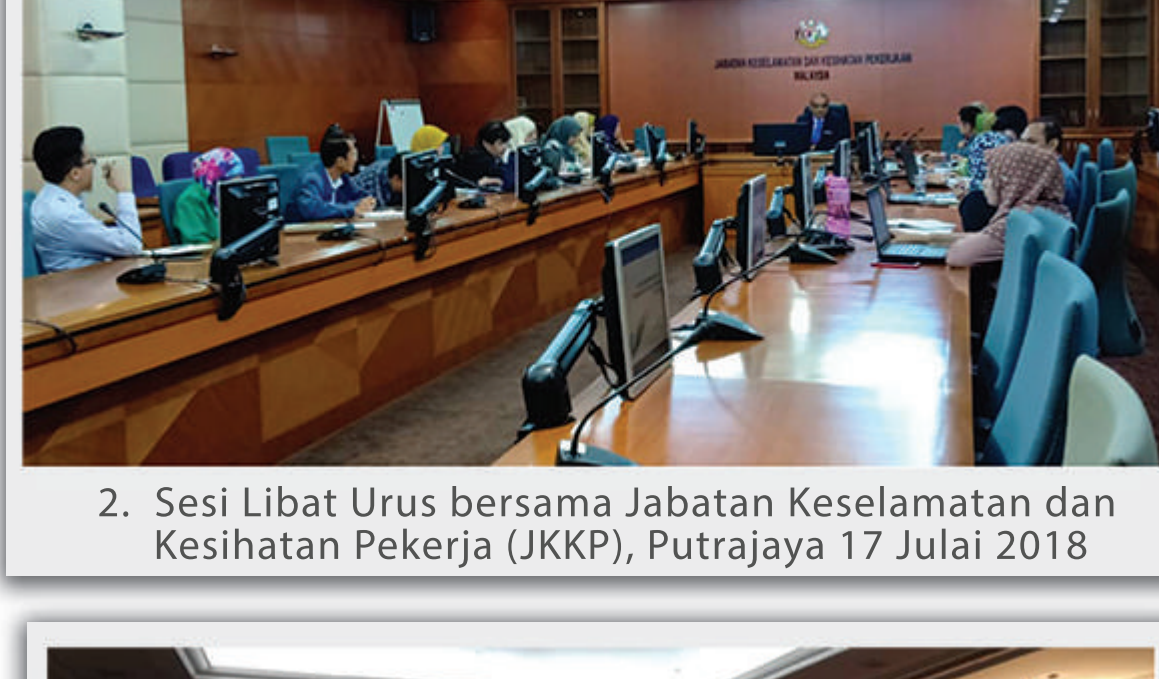 JABATAN KESELAMATAN DAN KESIHATAN PEKERJAAN
MALAYSIA
2. Sesi Libat Urus bersama Jabatan Keselamatan dan
Kesihatan Pekerja (JKKP), Putrajaya 17 Julai 2018